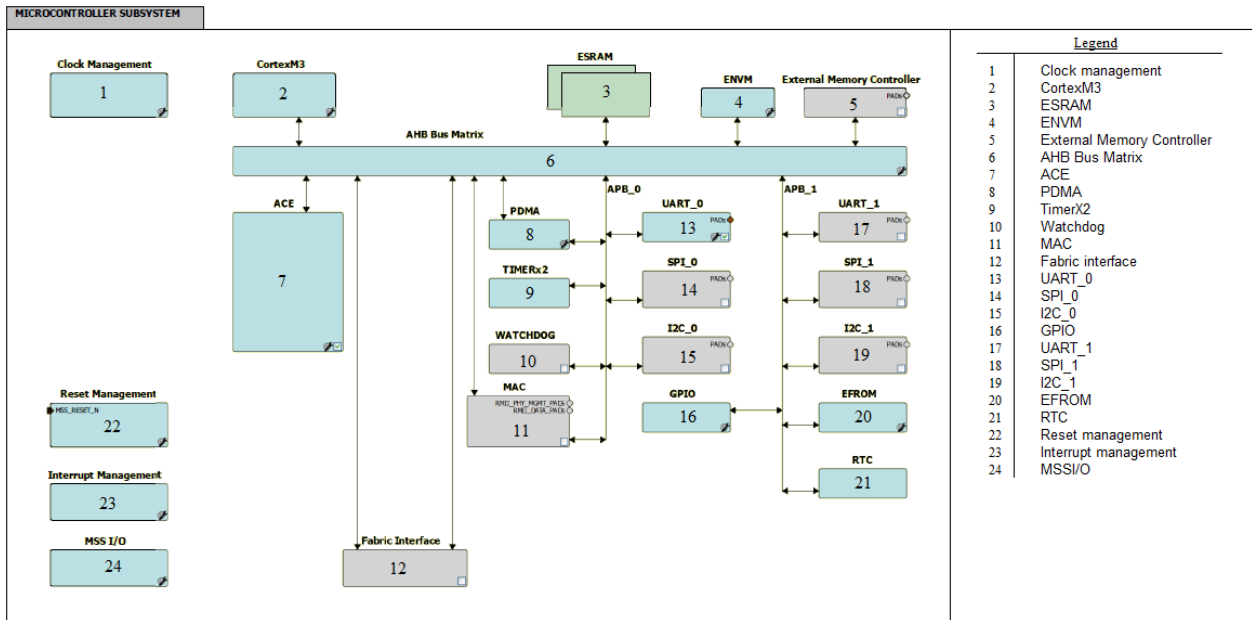 MICROCONTROLLER SUBSYSTEM
Clock Management
1
CortexM3
2
ESRAM
3
ENVM
4
External Memory Controller
PADs
5
AHB Bus Matrix
6
ACE
7
APB_0
APB_1
PDMA
8
UART_0
PADs
13
UART_1
PADs
17
TIMERx2
9
SPI_0
PADs
14
SPI_1
PADs
18
WATCHDOG
10
I2C_0
PADs
15
I2C_1
PADs
19
MAC
RMII_PHY_MGMT_PADs
RMII_DATA_PADs
11
GPIO
16
EFROM
20
RTC
21
Reset Management
MSS_RESET_N
22
Interrupt Management
23
MSS I/O
24
Fabric Interface
12
Legend
1 Clock management
2 CortexM3
3 ESRAM
4 ENVM
5 External Memory Controller
6 AHB Bus Matrix
7 ACE
8 PDMA
9 TimerX2
10 Watchdog
11 MAC
12 Fabric interface
13 UART_0
14 SPI_0
15 I2C_0
16 GPIO
17 UART_1
18 SPI_1
19 I2C_1
20 EFROM
21 RTC
22 Reset management
23 Interrupt management
24 MSSI/O